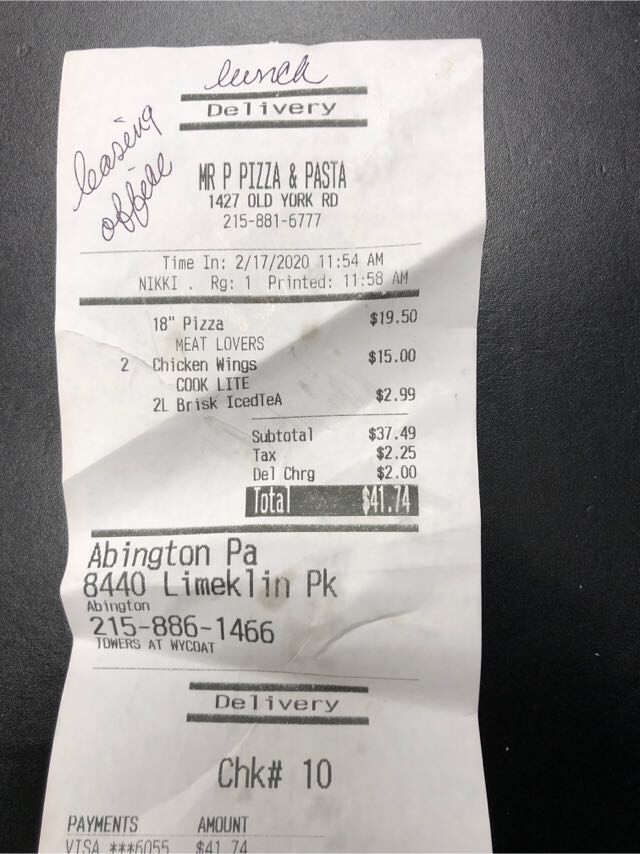 lunch
Delivery
leasing
office
MR P PIZZA & PASTA
1427 OLD YORK RD
215-881-6777
Time In: 2/17/2020 11:54 AM
NIKKI . Rg: 1 Printed: 11:58 AM
18" Pizza $19.50
MEAT LOVERS
2 Chicken Wings $15.00
COOK LITE
2L Brisk IcedTeA $2.99
Subtotal $37.49
Tax $2.25
Del Chrg $2.00
Total $41.74
Abington Pa
8440 Limeklin Pk
Abington
215-886-1466
TOWERS AT WYCOAT
Delivery
Chk# 10
PAYMENTS AMOUNT
VISA ***6055 $41.74